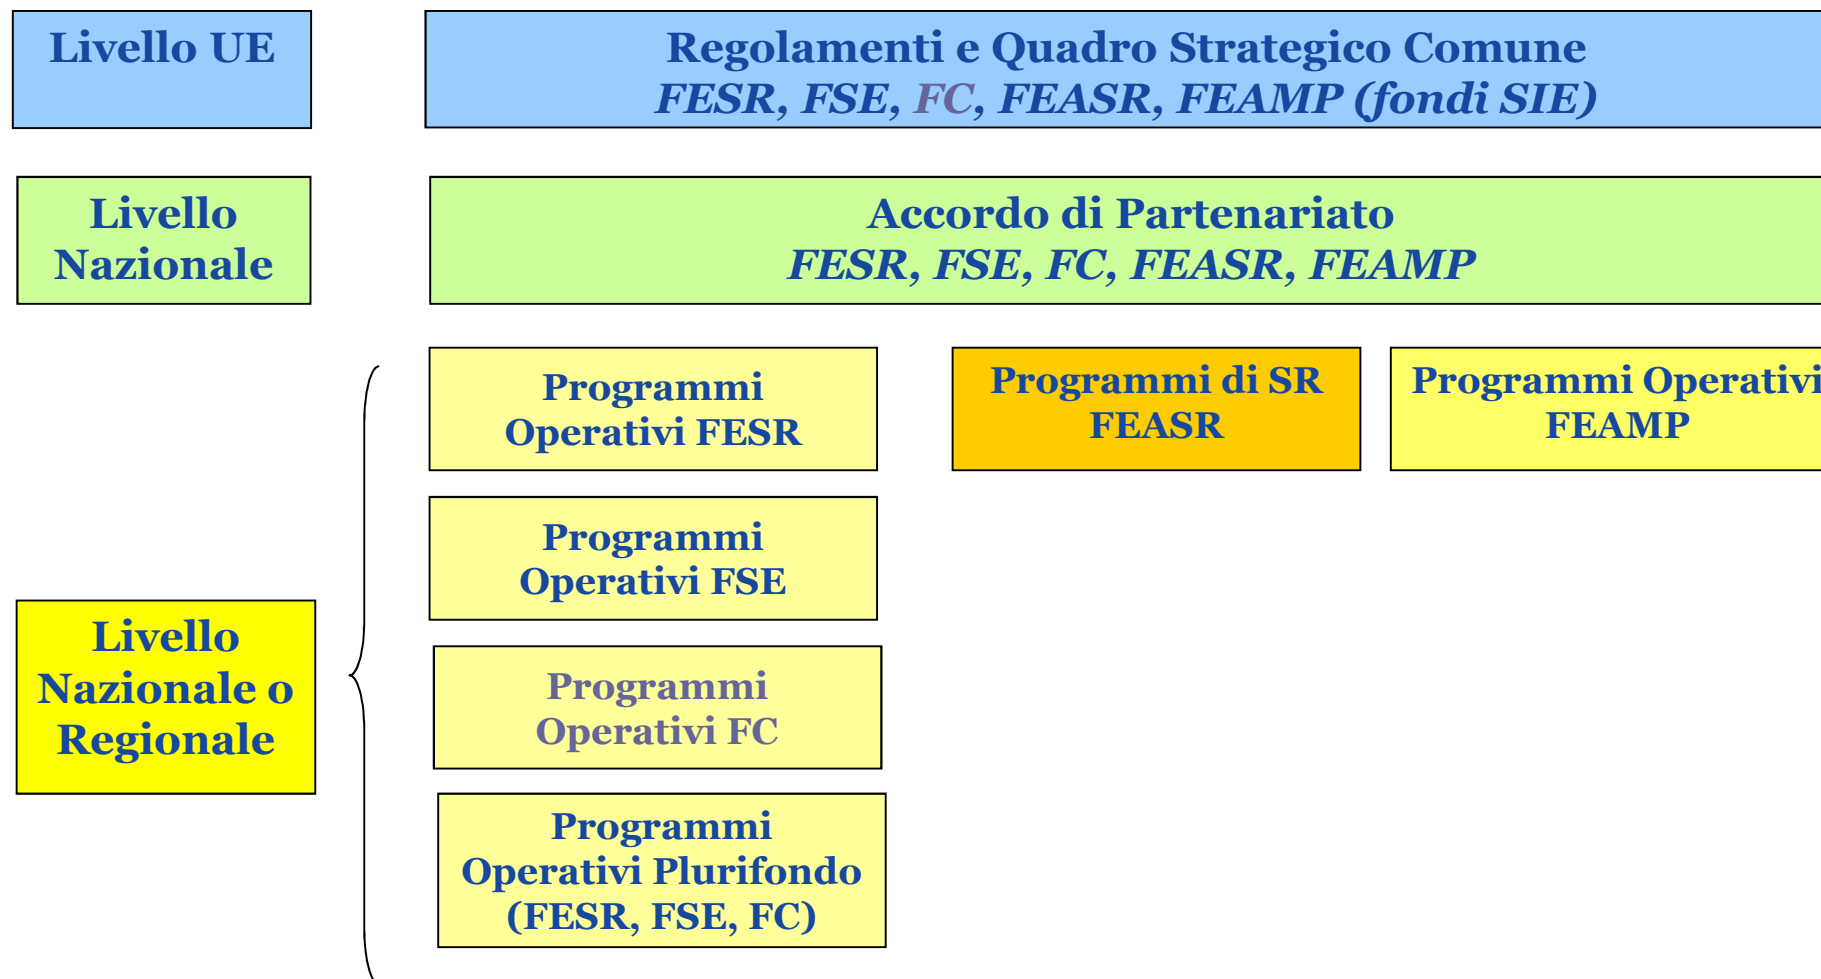 Livello UE
Regolamenti e Quadro Strategico Comune
FESR, FSE, FC, FEASR, FEAMP (fondi SIE)
Livello
Nazionale
Accordo di Partenariato
FESR, FSE, FC, FEASR, FEAMP
Livello
Nazionale o
Regionale
Programmi
Operativi FESR
Programmi di SR
FEASR
Programmi Operativi
FEAMP
Programmi
Operativi FSE
Programmi
Operativi FC
Programmi
Operativi Plurifondo
(FESR, FSE, FC)